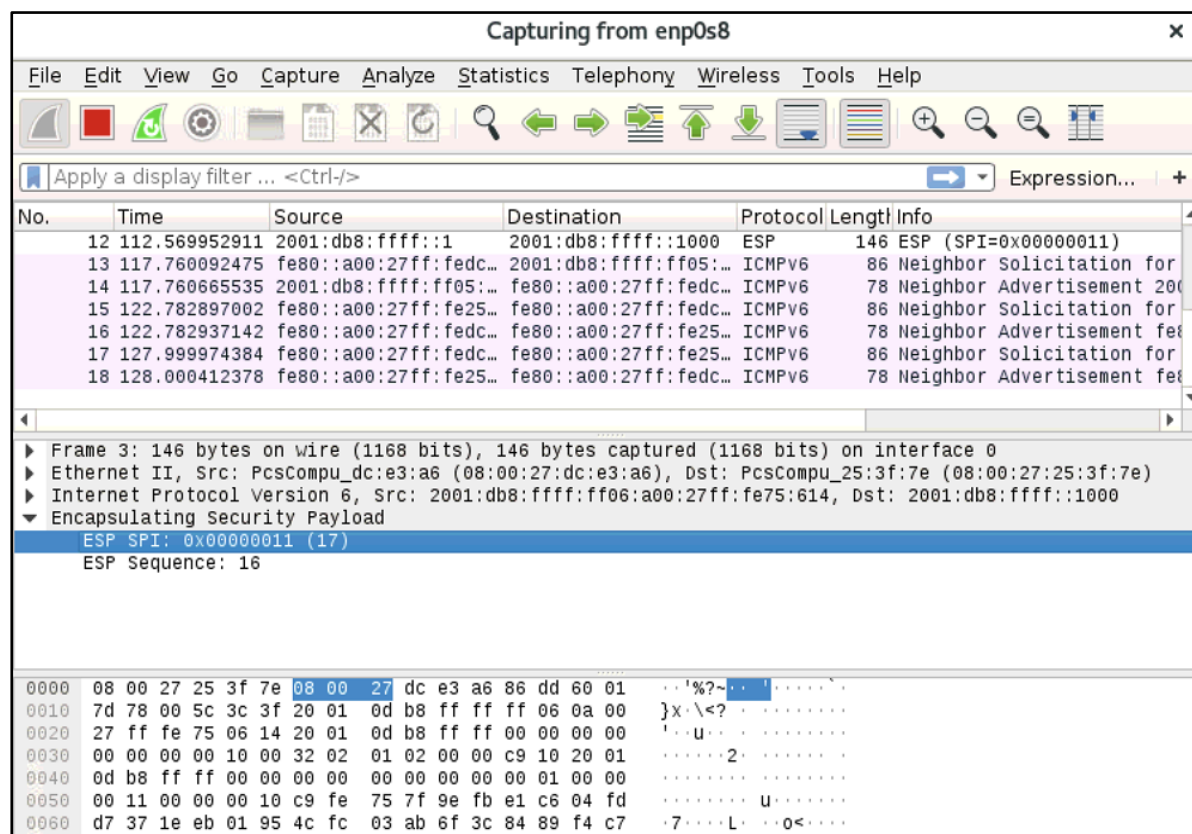 Capturing from enp0s8
File Edit View Go Capture Analyze Statistics Telephony Wireless Tools Help
Apply a display filter ... <Ctrl-/> Expression... +
No. Time Source Destination Protocol Lengtl Info
12 112.569952911 2001:db8:ffff::1 2001:db8:ffff::1000 ESP 146 ESP (SPI=0x00000011)
13 117.760092475 fe80::a00:27ff:fedc… 2001:db8:ffff:ff05:… ICMPv6 86 Neighbor Solicitation for
14 117.760665535 2001:db8:ffff:ff05:… fe80::a00:27ff:fedc… ICMPv6 78 Neighbor Advertisement 200
15 122.782897002 fe80::a00:27ff:fe25… fe80::a00:27ff:fedc… ICMPv6 86 Neighbor Solicitation for
16 122.782937142 fe80::a00:27ff:fedc… fe80::a00:27ff:fe25… ICMPv6 78 Neighbor Advertisement fe8
17 127.999974384 fe80::a00:27ff:fedc… fe80::a00:27ff:fe25… ICMPv6 86 Neighbor Solicitation for
18 128.000412378 fe80::a00:27ff:fe25… fe80::a00:27ff:fedc… ICMPv6 78 Neighbor Advertisement fe8
Frame 3: 146 bytes on wire (1168 bits), 146 bytes captured (1168 bits) on interface 0
Ethernet II, Src: PcsCompu_dc:e3:a6 (08:00:27:dc:e3:a6), Dst: PcsCompu_25:3f:7e (08:00:27:25:3f:7e)
Internet Protocol Version 6, Src: 2001:db8:ffff:ff06:a00:27ff:fe75:614, Dst: 2001:db8:ffff::1000
Encapsulating Security Payload
ESP SPI: 0x00000011 (17)
ESP Sequence: 16
0000 08 00 27 25 3f 7e 08 00 27 dc e3 a6 86 dd 60 01 ··'%?~·· '·····`·
0010 7d 78 00 5c 3c 3f 20 01 0d b8 ff ff ff 06 0a 00 }x·\<? · ········
0020 27 ff fe 75 06 14 20 01 0d b8 ff ff 00 00 00 00 '··u·· · ········
0030 00 00 00 00 10 00 32 02 01 02 00 00 c9 10 20 01 ······2· ········
0040 0d b8 ff ff 00 00 00 00 00 00 00 00 00 01 00 00 ········ ········
0050 00 11 00 00 00 10 c9 fe 75 7f 9e fb e1 c6 04 fd ········ u·······
0060 d7 37 1e eb 01 95 4c fc 03 ab 6f 3c 84 89 f4 c7 ·7····L· ··o<····